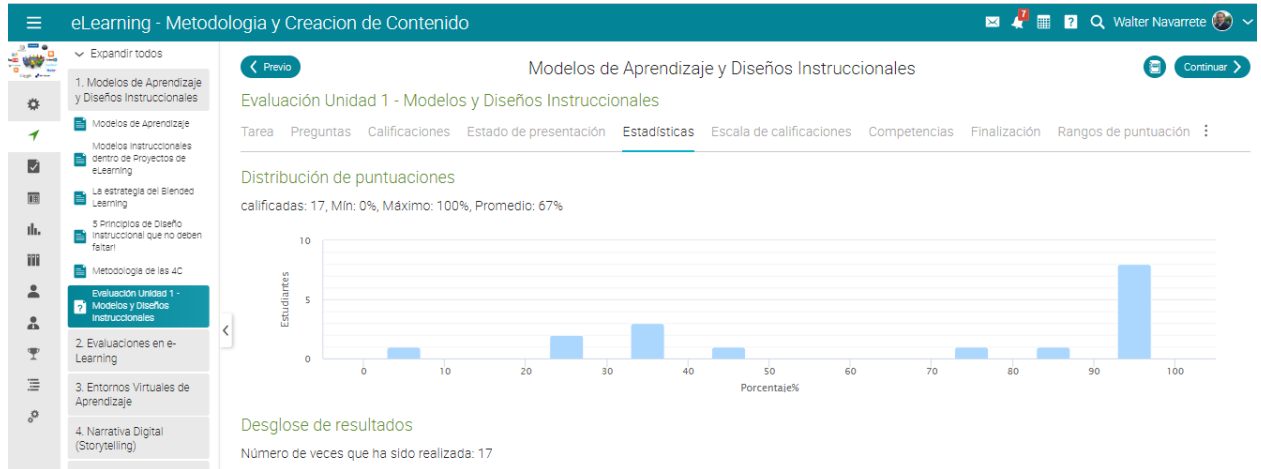 eLearning - Metodologia y Creacion de Contenido
7
?
Walter Navarrete
Expandir todos
1. Modelos de Aprendizaje
y Diseños Instruccionales
Modelos de Aprendizaje
Modelos Instruccionales
dentro de Proyectos de
eLearning
La estrategia del Blended
Learning
5 Principios de Diseño
Instruccional que no deben
faltar!
Metodología de las 4C
Evaluación Unidad 1 -
Modelos y Diseños
Instruccionales
2. Evaluaciones en e-
Learning
3. Entornos Virtuales de
Aprendizaje
4. Narrativa Digital
(Storytelling)
Previo
Modelos de Aprendizaje y Diseños Instruccionales
Continuar
Evaluación Unidad 1 - Modelos y Diseños Instruccionales
Tarea Preguntas Calificaciones Estado de presentación Estadísticas Escala de calificaciones Competencias Finalización Rangos de puntuación
Distribución de puntuaciones
calificadas: 17, Mín: 0%, Máximo: 100%, Promedio: 67%
10
5
0
Estudiantes
0 10 20 30 40 50 60 70 80 90 100
Porcentaje%
Desglose de resultados
Número de veces que ha sido realizada: 17